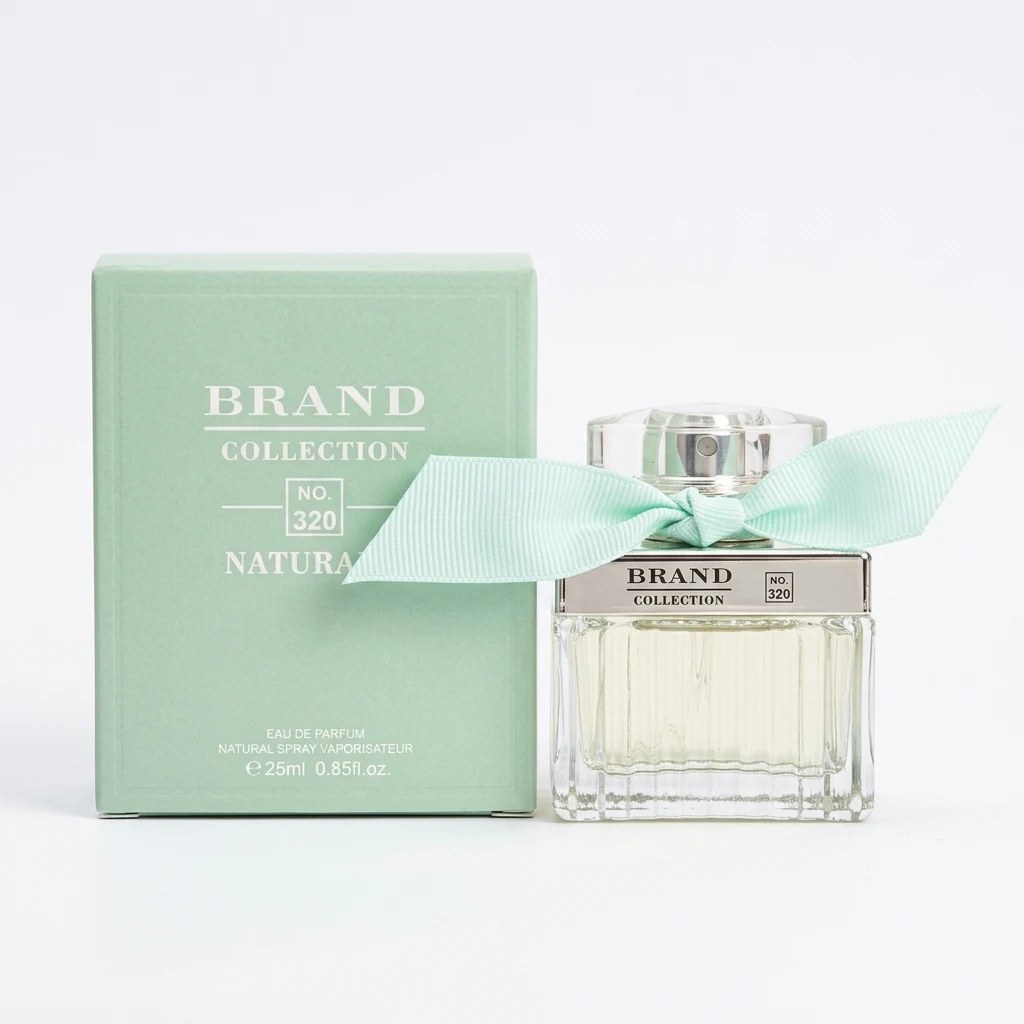 BRAND
COLLECTION
NO.
320
EAU DE PARFUM
NATURAL SPRAY VAPORISATEUR
℮25ml 0.85fl.oz.
BRAND
COLLECTION
NO.
320